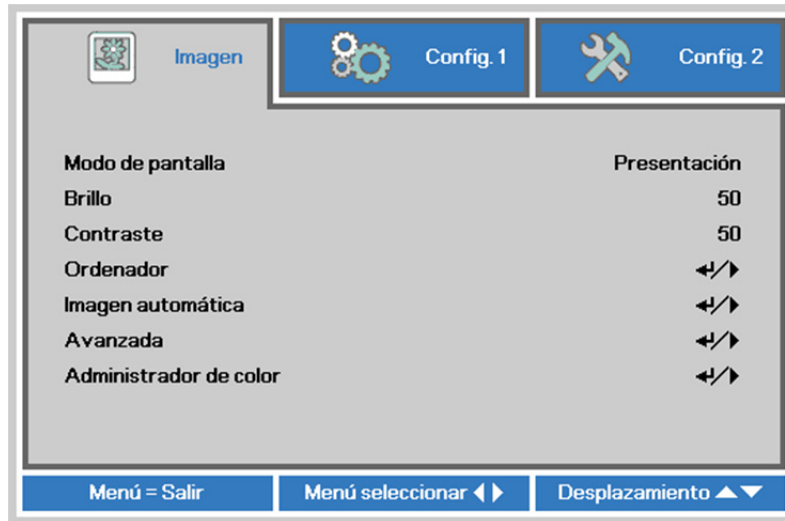 Imagen Config. 1 Config. 2
Modo de pantalla Presentación
Brillo 50
Contraste 50
Ordenador ↵/▶
Imagen automática ↵/▶
Avanzada ↵/▶
Administrador de color ↵/▶
Menú = Salir Menú seleccionar ◀▶ Desplazamiento ▲▼